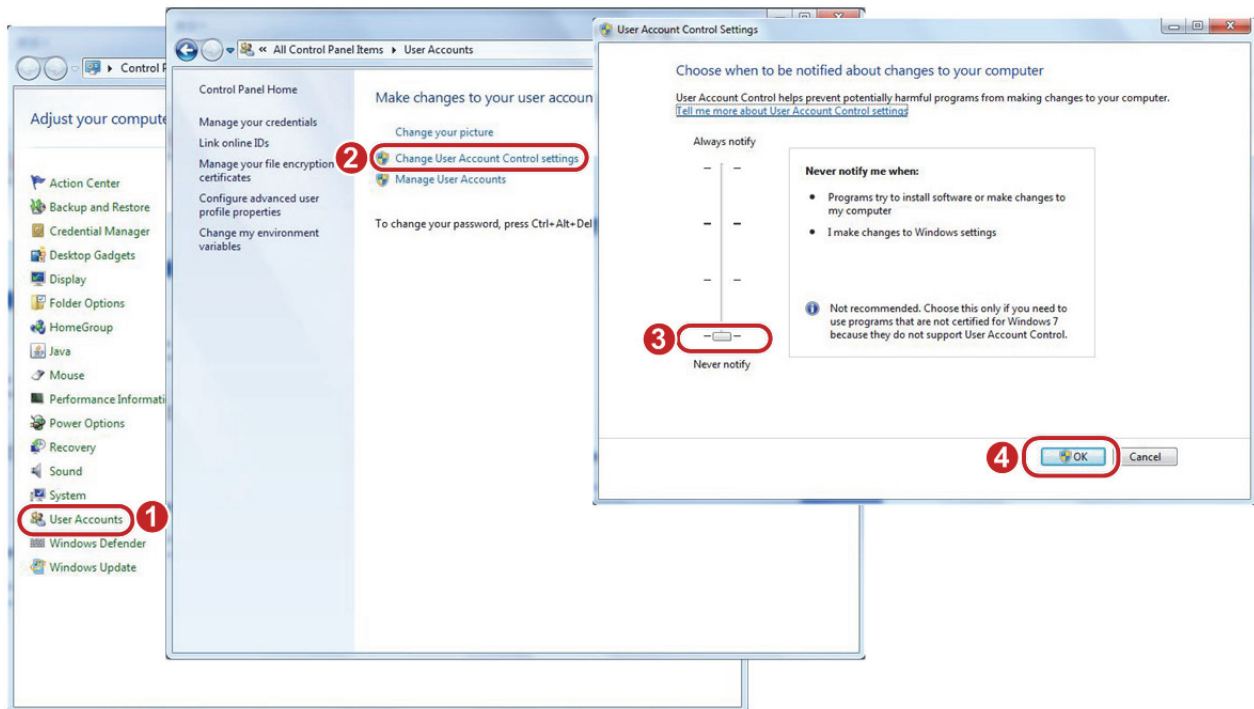 Control P
Adjust your compute
Action Center
Backup and Restore
Credential Manager
Desktop Gadgets
Display
Folder Options
HomeGroup
Java
Mouse
Performance Informati
Power Options
Recovery
Sound
System
User Accounts
1
Windows Defender
Windows Update
« All Control Panel Items User Accounts
Control Panel Home
Manage your credentials
Link online IDs
Manage your file encryption
certificates
Configure advanced user
profile properties
Change my environment
variables
Make changes to your user accoun
Change your picture
2
Change User Account Control settings
Manage User Accounts
To change your password, press Ctrl+Alt+Del
User Account Control Settings
Choose when to be notified about changes to your computer
User Account Control helps prevent potentially harmful programs from making changes to your computer.
Tell me more about User Account Control settings
Always notify
3
Never notify
Never notify me when:
• Programs try to install software or make changes to
my computer
• I make changes to Windows settings
Not recommended. Choose this only if you need to
use programs that are not certified for Windows 7
because they do not support User Account Control.
4
OK
Cancel